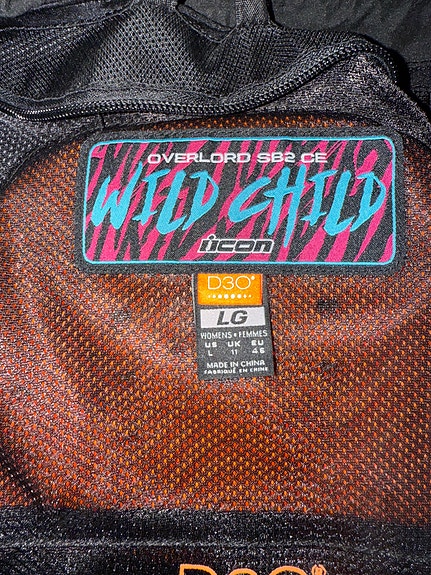 OVERLORD SB2 CE
WILD CHILD
icon
D3O°
LG
WOMENS • FEMMES
US UK EU
L 11 46
MADE IN CHINA
FABRIQUÉ EN CHINE
D3O